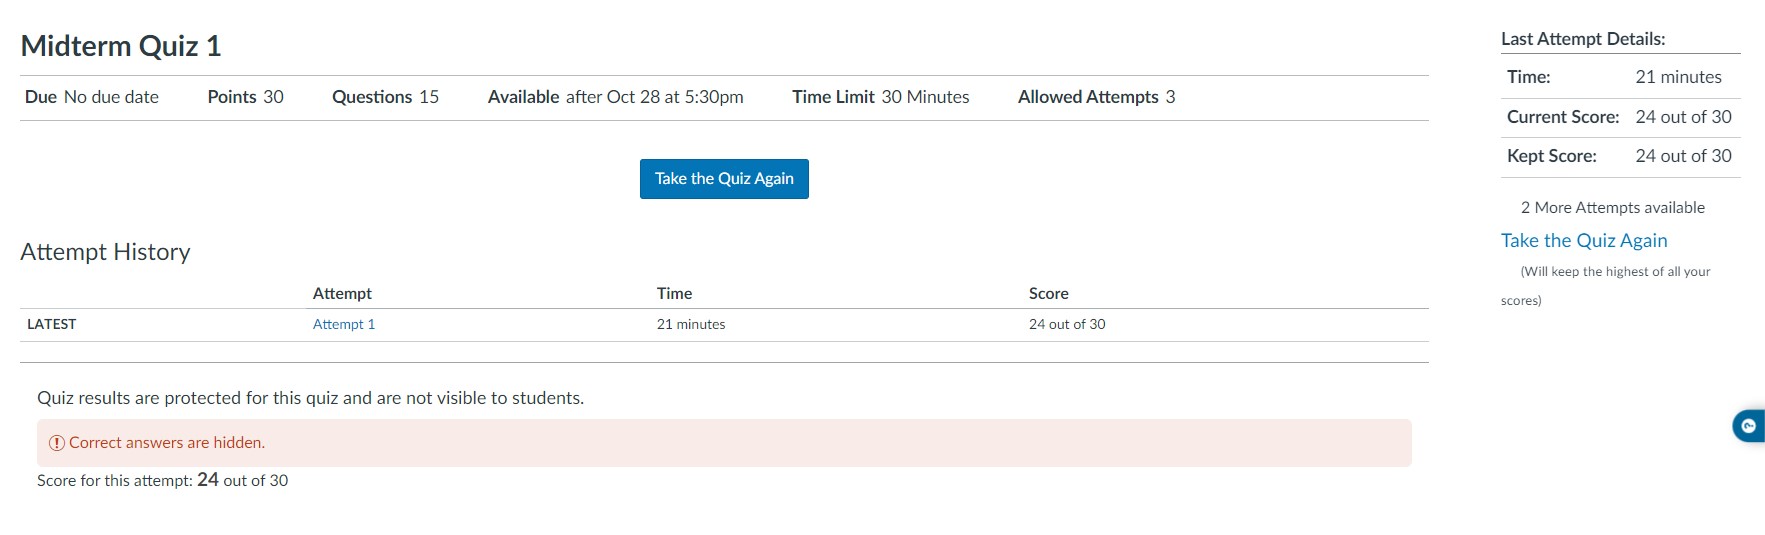 Midterm Quiz 1
Due No due date Points 30 Questions 15 Available after Oct 28 at 5:30pm Time Limit 30 Minutes Allowed Attempts 3
Take the Quiz Again
Attempt History
Attempt Time Score
LATEST Attempt 1 21 minutes 24 out of 30
Quiz results are protected for this quiz and are not visible to students.
Correct answers are hidden.
Score for this attempt: 24 out of 30
Last Attempt Details:
Time: 21 minutes
Current Score: 24 out of 30
Kept Score: 24 out of 30
2 More Attempts available
Take the Quiz Again
(Will keep the highest of all your
scores)